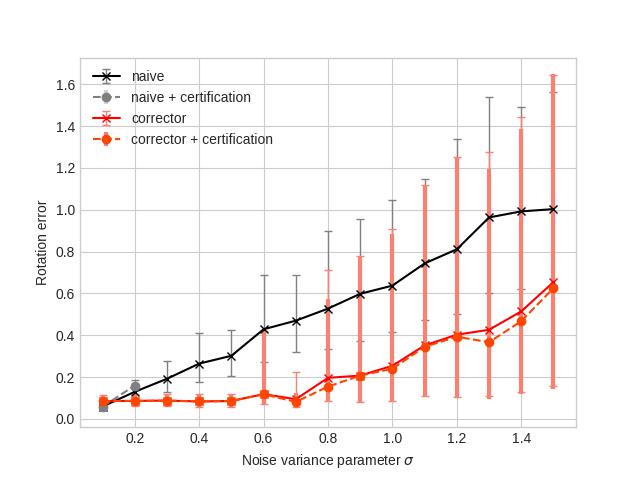 naive
naive + certification
corrector
corrector + certification
Rotation error
1.6
1.4
1.2
1.0
0.8
0.6
0.4
0.2
0.0
0.2 0.4 0.6 0.8 1.0 1.2 1.4
Noise variance parameter σ